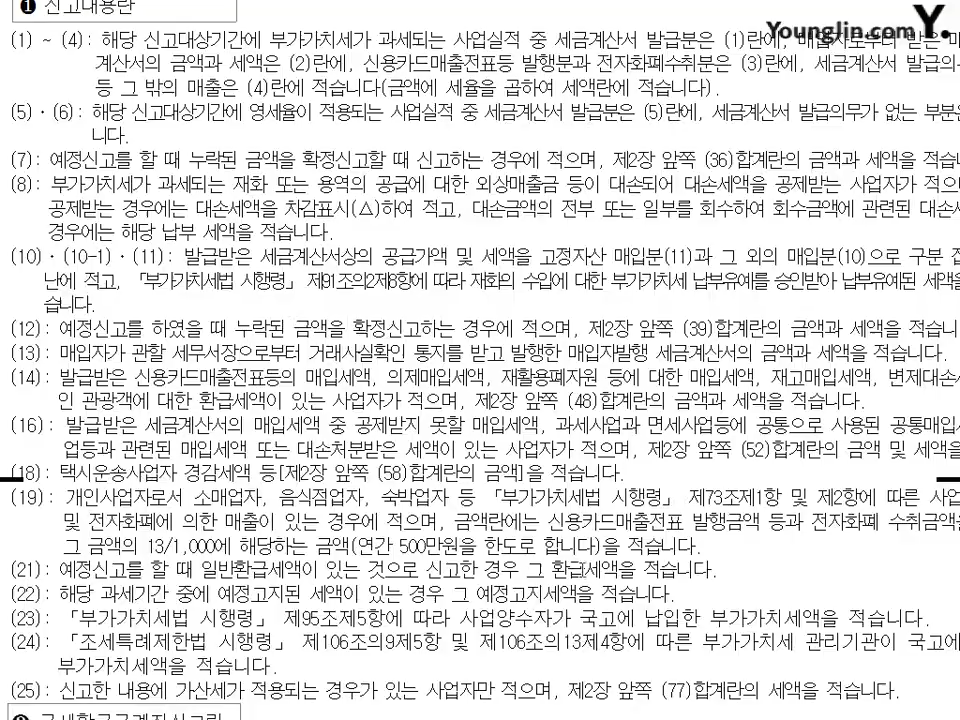 ❶ 신고내용란
Younglin.com Y.
(1) ~ (4): 해당 신고대상기간에 부가가치세가 과세되는 사업실적 중 세금계산서 발급분은 (1)란에, 매입자로부터 받은
계산서의 금액과 세액은 (2)란에, 신용카드매출전표등 발행분과 전자화폐수취분은 (3)란에, 세금계산서 발급의
등 그 밖의 매출은 (4)란에 적습니다(금액에 세율을 곱하여 세액란에 적습니다).
(5)·(6): 해당 신고대상기간에 영세율이 적용되는 사업실적 중 세금계산서 발급분은 (5)란에, 세금계산서 발급의무가 없는 부분
니다.
(7): 예정신고를 할 때 누락된 금액을 확정신고할 때 신고하는 경우에 적으며, 제2장 앞쪽 (36)합계란의 금액과 세액을 적습
(8): 부가가치세가 과세되는 재화 또는 용역의 공급에 대한 외상매출금 등이 대손되어 대손세액을 공제받는 사업자가 적으
공제받는 경우에는 대손세액을 차감표시(△)하여 적고, 대손금액의 전부 또는 일부를 회수하여 회수금액에 관련된 대손
경우에는 해당 납부 세액을 적습니다.
(10)·(10-1)·(11): 발급받은 세금계산서상의 공급가액 및 세액을 고정자산 매입분(11)과 그 외의 매입분(10)으로 구분
난에 적고, 「부가가치세법 시행령」 제91조의2제8항에 따라 재화의 수입에 대한 부가가치세 납부유예를 승인받아 납부유예된 세액을
습니다.
(12): 예정신고를 하였을 때 누락된 금액을 확정신고하는 경우에 적으며, 제2장 앞쪽 (39)합계란의 금액과 세액을 적습니
(13): 매입자가 관할 세무서장으로부터 거래사실확인 통지를 받고 발행한 매입자발행 세금계산서의 금액과 세액을 적습니다.
(14): 발급받은 신용카드매출전표등의 매입세액, 의제매입세액, 재활용폐자원 등에 대한 매입세액, 재고매입세액, 변제대손
인 관광객에 대한 환급세액이 있는 사업자가 적으며, 제2장 앞쪽 (48)합계란의 금액과 세액을 적습니다.
(16): 발급받은 세금계산서의 매입세액 중 공제받지 못할 매입세액, 과세사업과 면세사업등에 공통으로 사용된 공통매입
업등과 관련된 매입세액 또는 대손처분받은 세액이 있는 사업자가 적으며, 제2장 앞쪽 (52)합계란의 금액 및 세액을
(18): 택시운송사업자 경감세액 등[제2장 앞쪽 (58)합계란의 금액]을 적습니다.
(19): 개인사업자로서 소매업자, 음식점업자, 숙박업자 등 「부가가치세법 시행령」 제73조제1항 및 제2항에 따른 사업
및 전자화폐에 의한 매출이 있는 경우에 적으며, 금액란에는 신용카드매출전표 발행금액 등과 전자화폐 수취금액
그 금액의 13/1,000에 해당하는 금액(연간 500만원을 한도로 합니다)을 적습니다.
(21): 예정신고를 할 때 일반환급세액이 있는 것으로 신고한 경우 그 환급세액을 적습니다.
(22): 해당 과세기간 중에 예정고지된 세액이 있는 경우 그 예정고지세액을 적습니다.
(23): 「부가가치세법 시행령」 제95조제5항에 따라 사업양수자가 국고에 납입한 부가가치세액을 적습니다.
(24): 「조세특례제한법 시행령」 제106조의9제5항 및 제106조의13제4항에 따른 부가가치세 관리기관이 국고에
부가가치세액을 적습니다.
(25): 신고한 내용에 가산세가 적용되는 경우가 있는 사업자만 적으며, 제2장 앞쪽 (77)합계란의 세액을 적습니다.